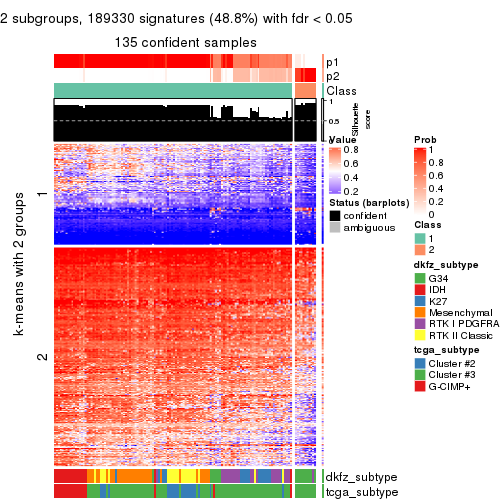 2 subgroups, 189330 signatures (48.8%) with fdr < 0.05
135 confident samples
p1
p2
Class
1
0.5
0
Silhouette
score
k-means with 2 groups
1
2
dkfz_subtype
tcga_subtype
Value
0.8
0.6
0.4
0.2
Status (barplots)
confident
ambiguous
Prob
1
0.8
0.6
0.4
0.2
0
Class
1
2
dkfz_subtype
G34
IDH
K27
Mesenchymal
RTK I PDGFRA
RTK II Classic
tcga_subtype
Cluster #2
Cluster #3
G-CIMP+